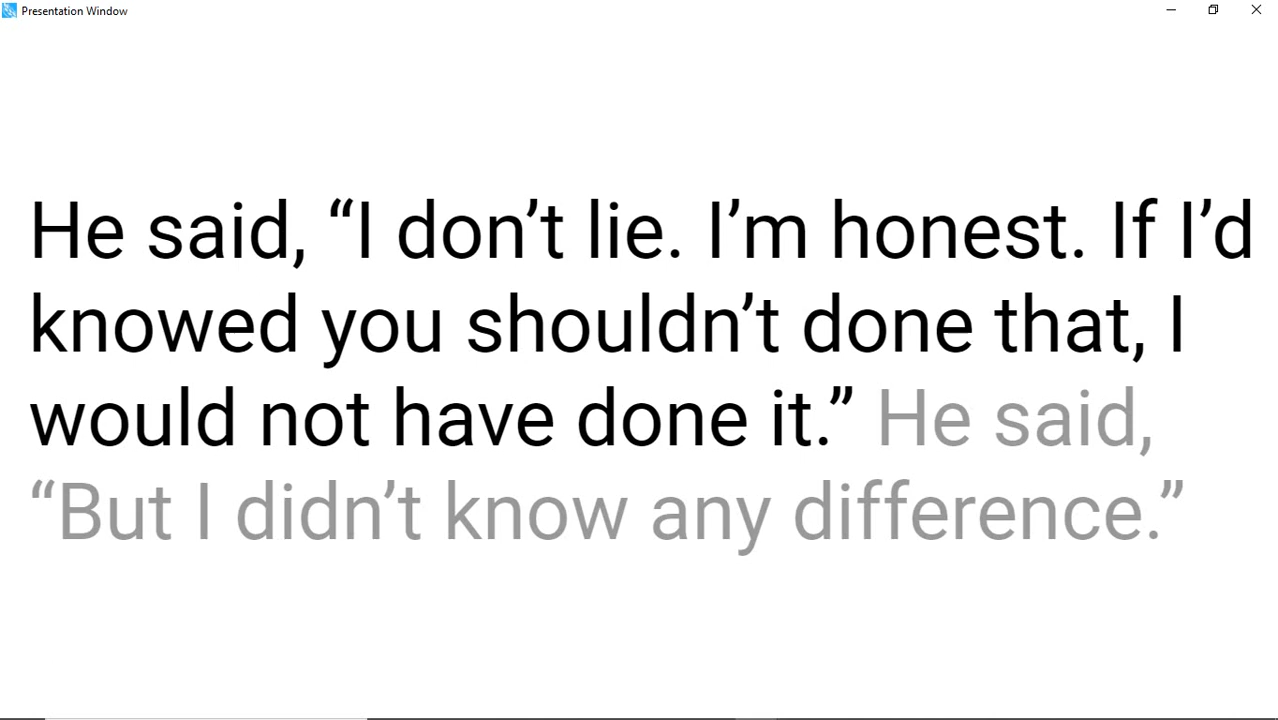 Presentation Window
He said, “I don’t lie. I’m honest. If I’d
knowed you shouldn’t done that, I
would not have done it.” He said,
“But I didn’t know any difference.”